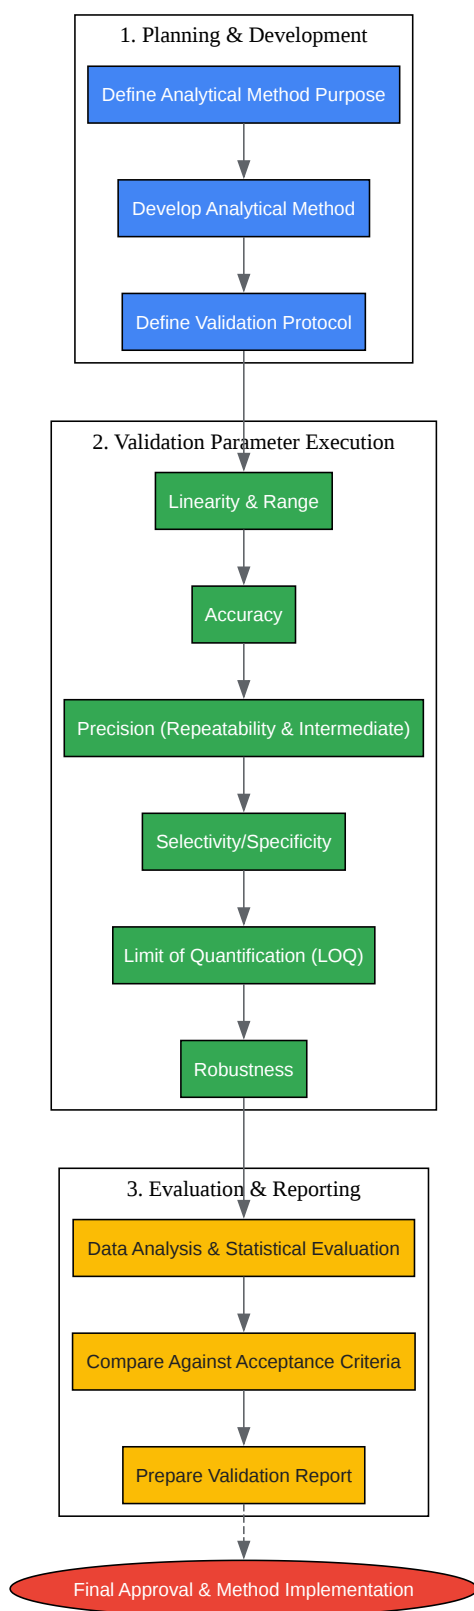 1. Planning & Development
Define Analytical Method Purpose
Develop Analytical Method
Define Validation Protocol
2. Validation Parameter Execution
Linearity & Range
Accuracy
Precision (Repeatability & Intermediate)
Selectivity/Specificity
Limit of Quantification (LOQ)
Robustness
3. Evaluation & Reporting
Data Analysis & Statistical Evaluation
Compare Against Acceptance Criteria
Prepare Validation Report
Final Approval & Method Implementation